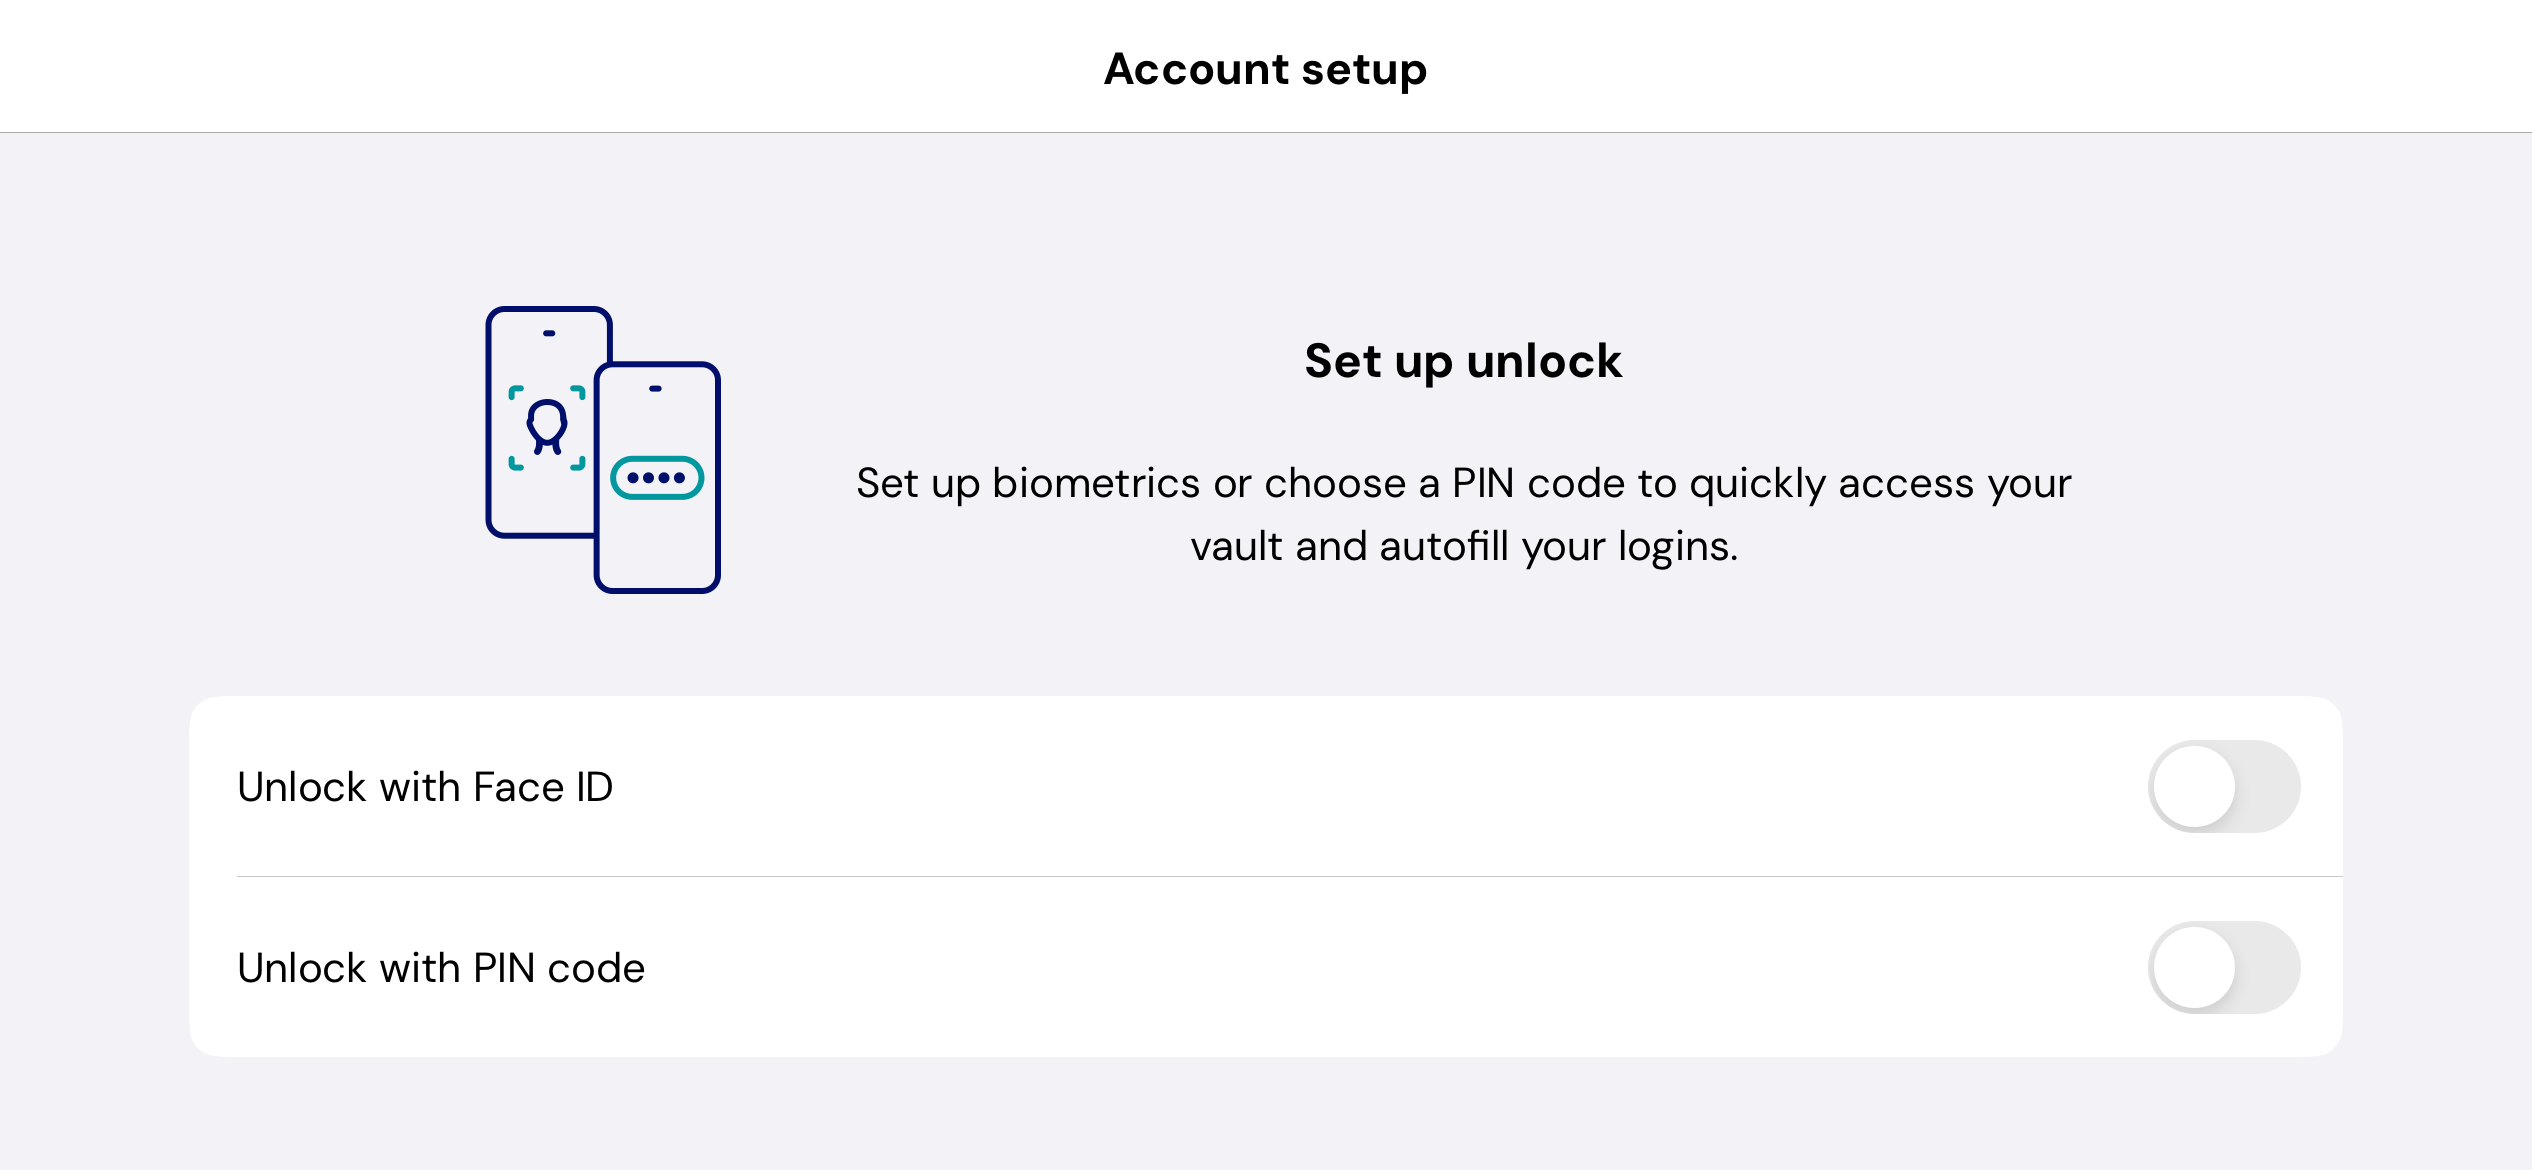 Account setup
Set up unlock
Set up biometrics or choose a PIN code to quickly access your
vault and autofill your logins.
Unlock with Face ID
Unlock with PIN code